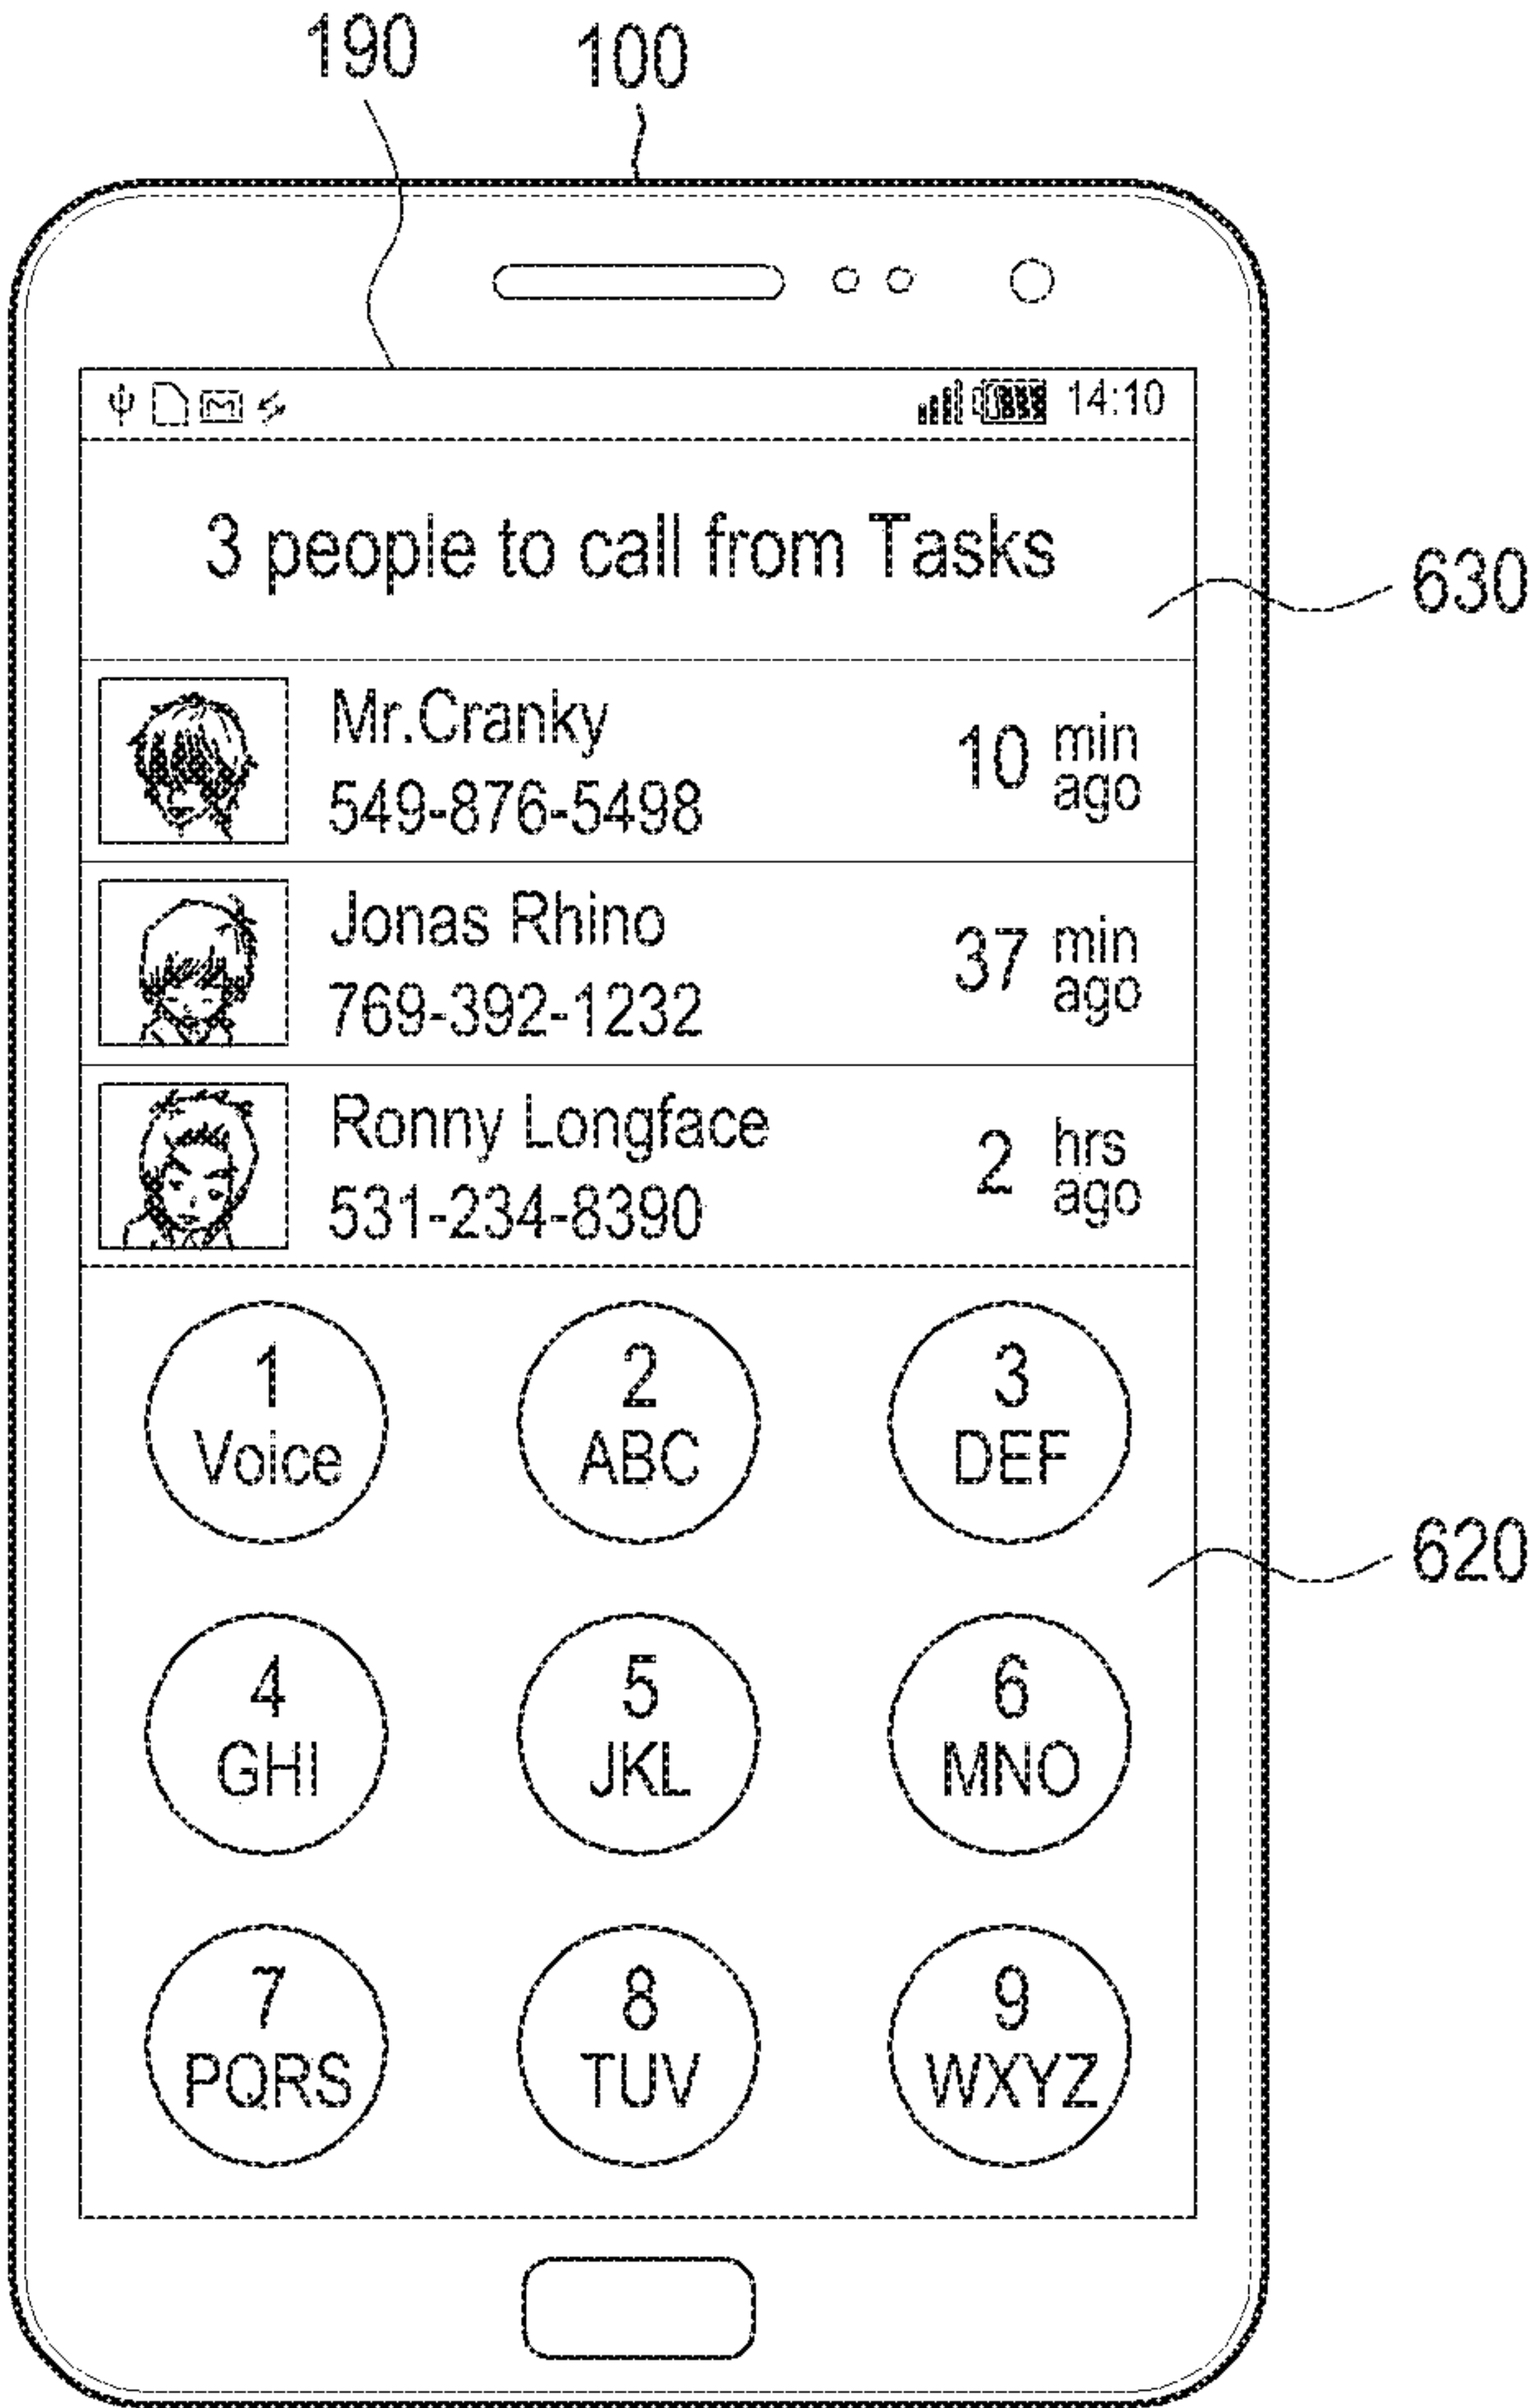 190 100
14:10
3 people to call from Tasks
630
Mr.Cranky
549-876-5498
10 min ago
Jonas Rhino
769-392-1232
37 min ago
Ronny Longface
531-234-8390
2 hrs ago
1 2 3
Voice ABC DEF
620
4 5 6
GHI JKL MNO
7 8 9
PQRS TUV WXYZ